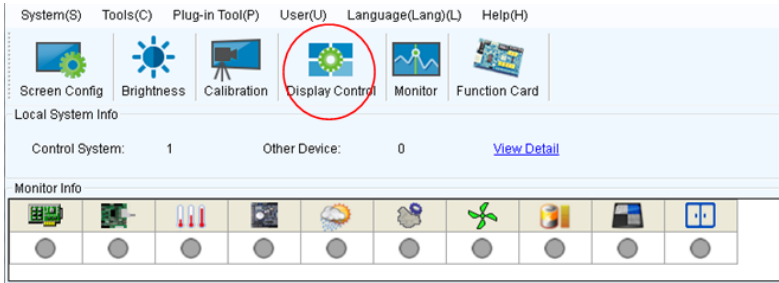 System(S) Tools(C) Plug-in Tool(P) User(U) Language(Lang)(L) Help(H)
Screen Config Brightness Calibration Display Control Monitor Function Card
Local System Info
Control System: 1 Other Device: 0 View Detail
Monitor Info